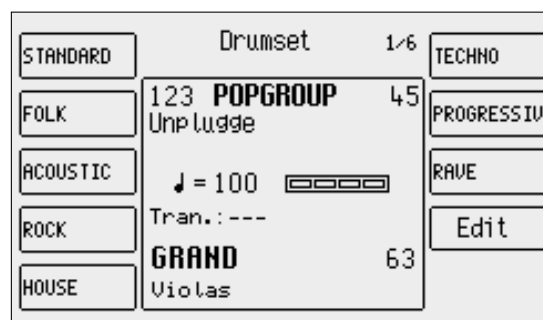 Drumset 1/6
STANDARD
FOLK
ACOUSTIC
ROCK
HOUSE
123 POPGROUP 45
Unplugge
♩=100
Tran.:---
GRAND 63
Violas
TECHNO
PROGRESSIV
RAVE
Edit